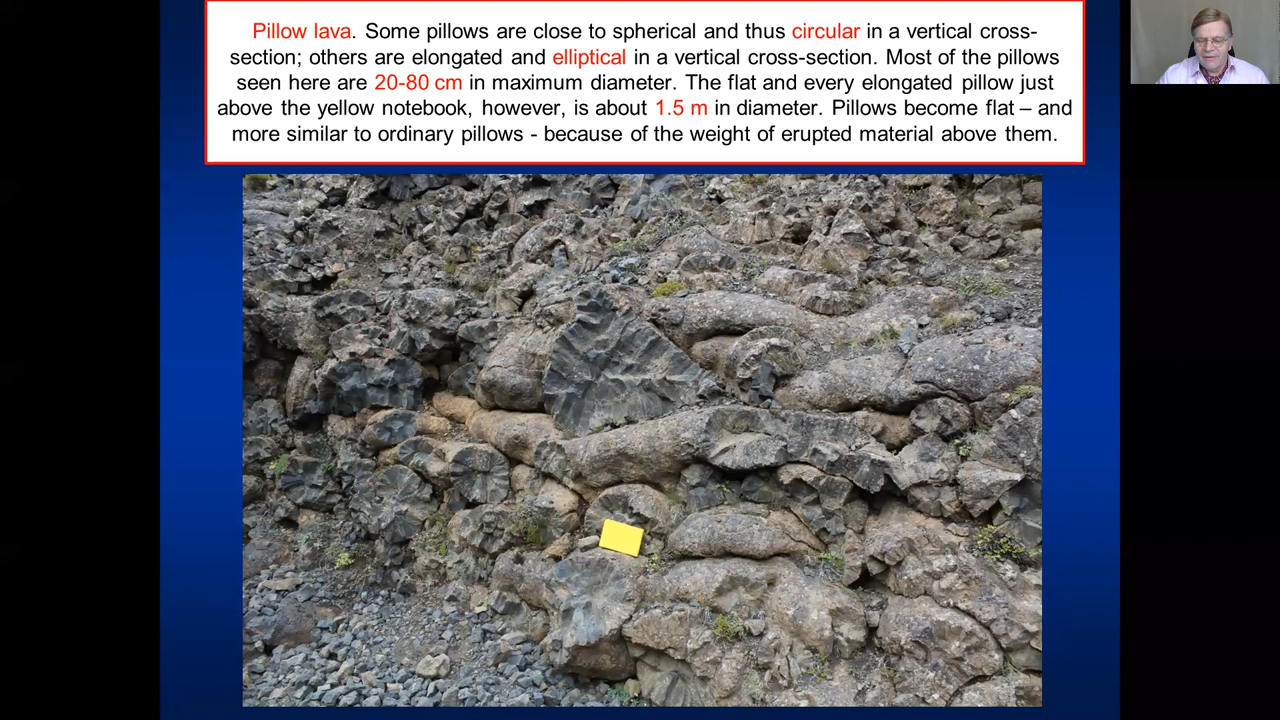 Pillow lava. Some pillows are close to spherical and thus circular in a vertical cross-
section; others are elongated and elliptical in a vertical cross-section. Most of the pillows
seen here are 20-80 cm in maximum diameter. The flat and every elongated pillow just
above the yellow notebook, however, is about 1.5 m in diameter. Pillows become flat – and
more similar to ordinary pillows - because of the weight of erupted material above them.